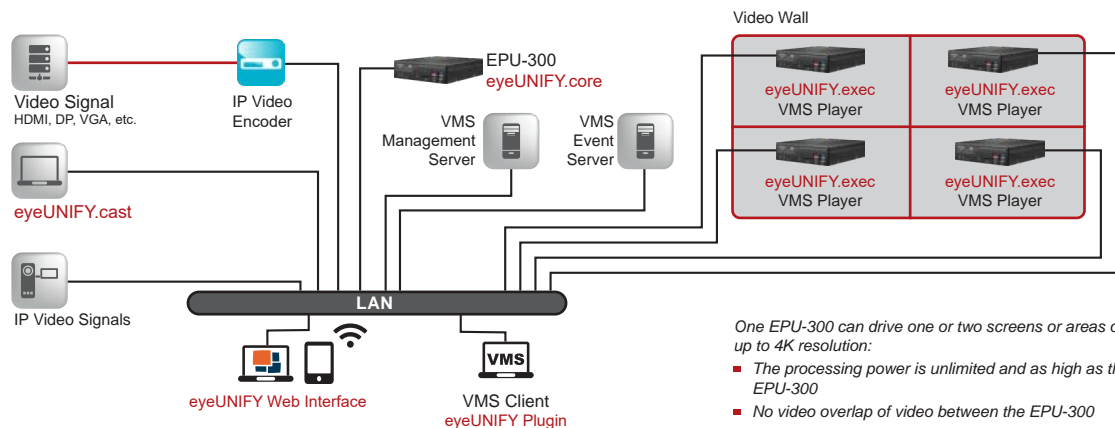 Video Wall
Video Signal
HDMI, DP, VGA, etc.
IP Video
Encoder
EPU-300
eyeUNIFY.core
VMS
Management
Server
VMS
Event
Server
eyeUNIFY.exec
VMS Player
eyeUNIFY.exec
VMS Player
eyeUNIFY.exec
VMS Player
eyeUNIFY.exec
VMS Player
eyeUNIFY.cast
IP Video Signals
LAN
eyeUNIFY Web Interface
VMS
VMS Client
eyeUNIFY Plugin
One EPU-300 can drive one or two screens or areas
up to 4K resolution:
The processing power is unlimited and as high as
EPU-300
No video overlap of video between the EPU-300